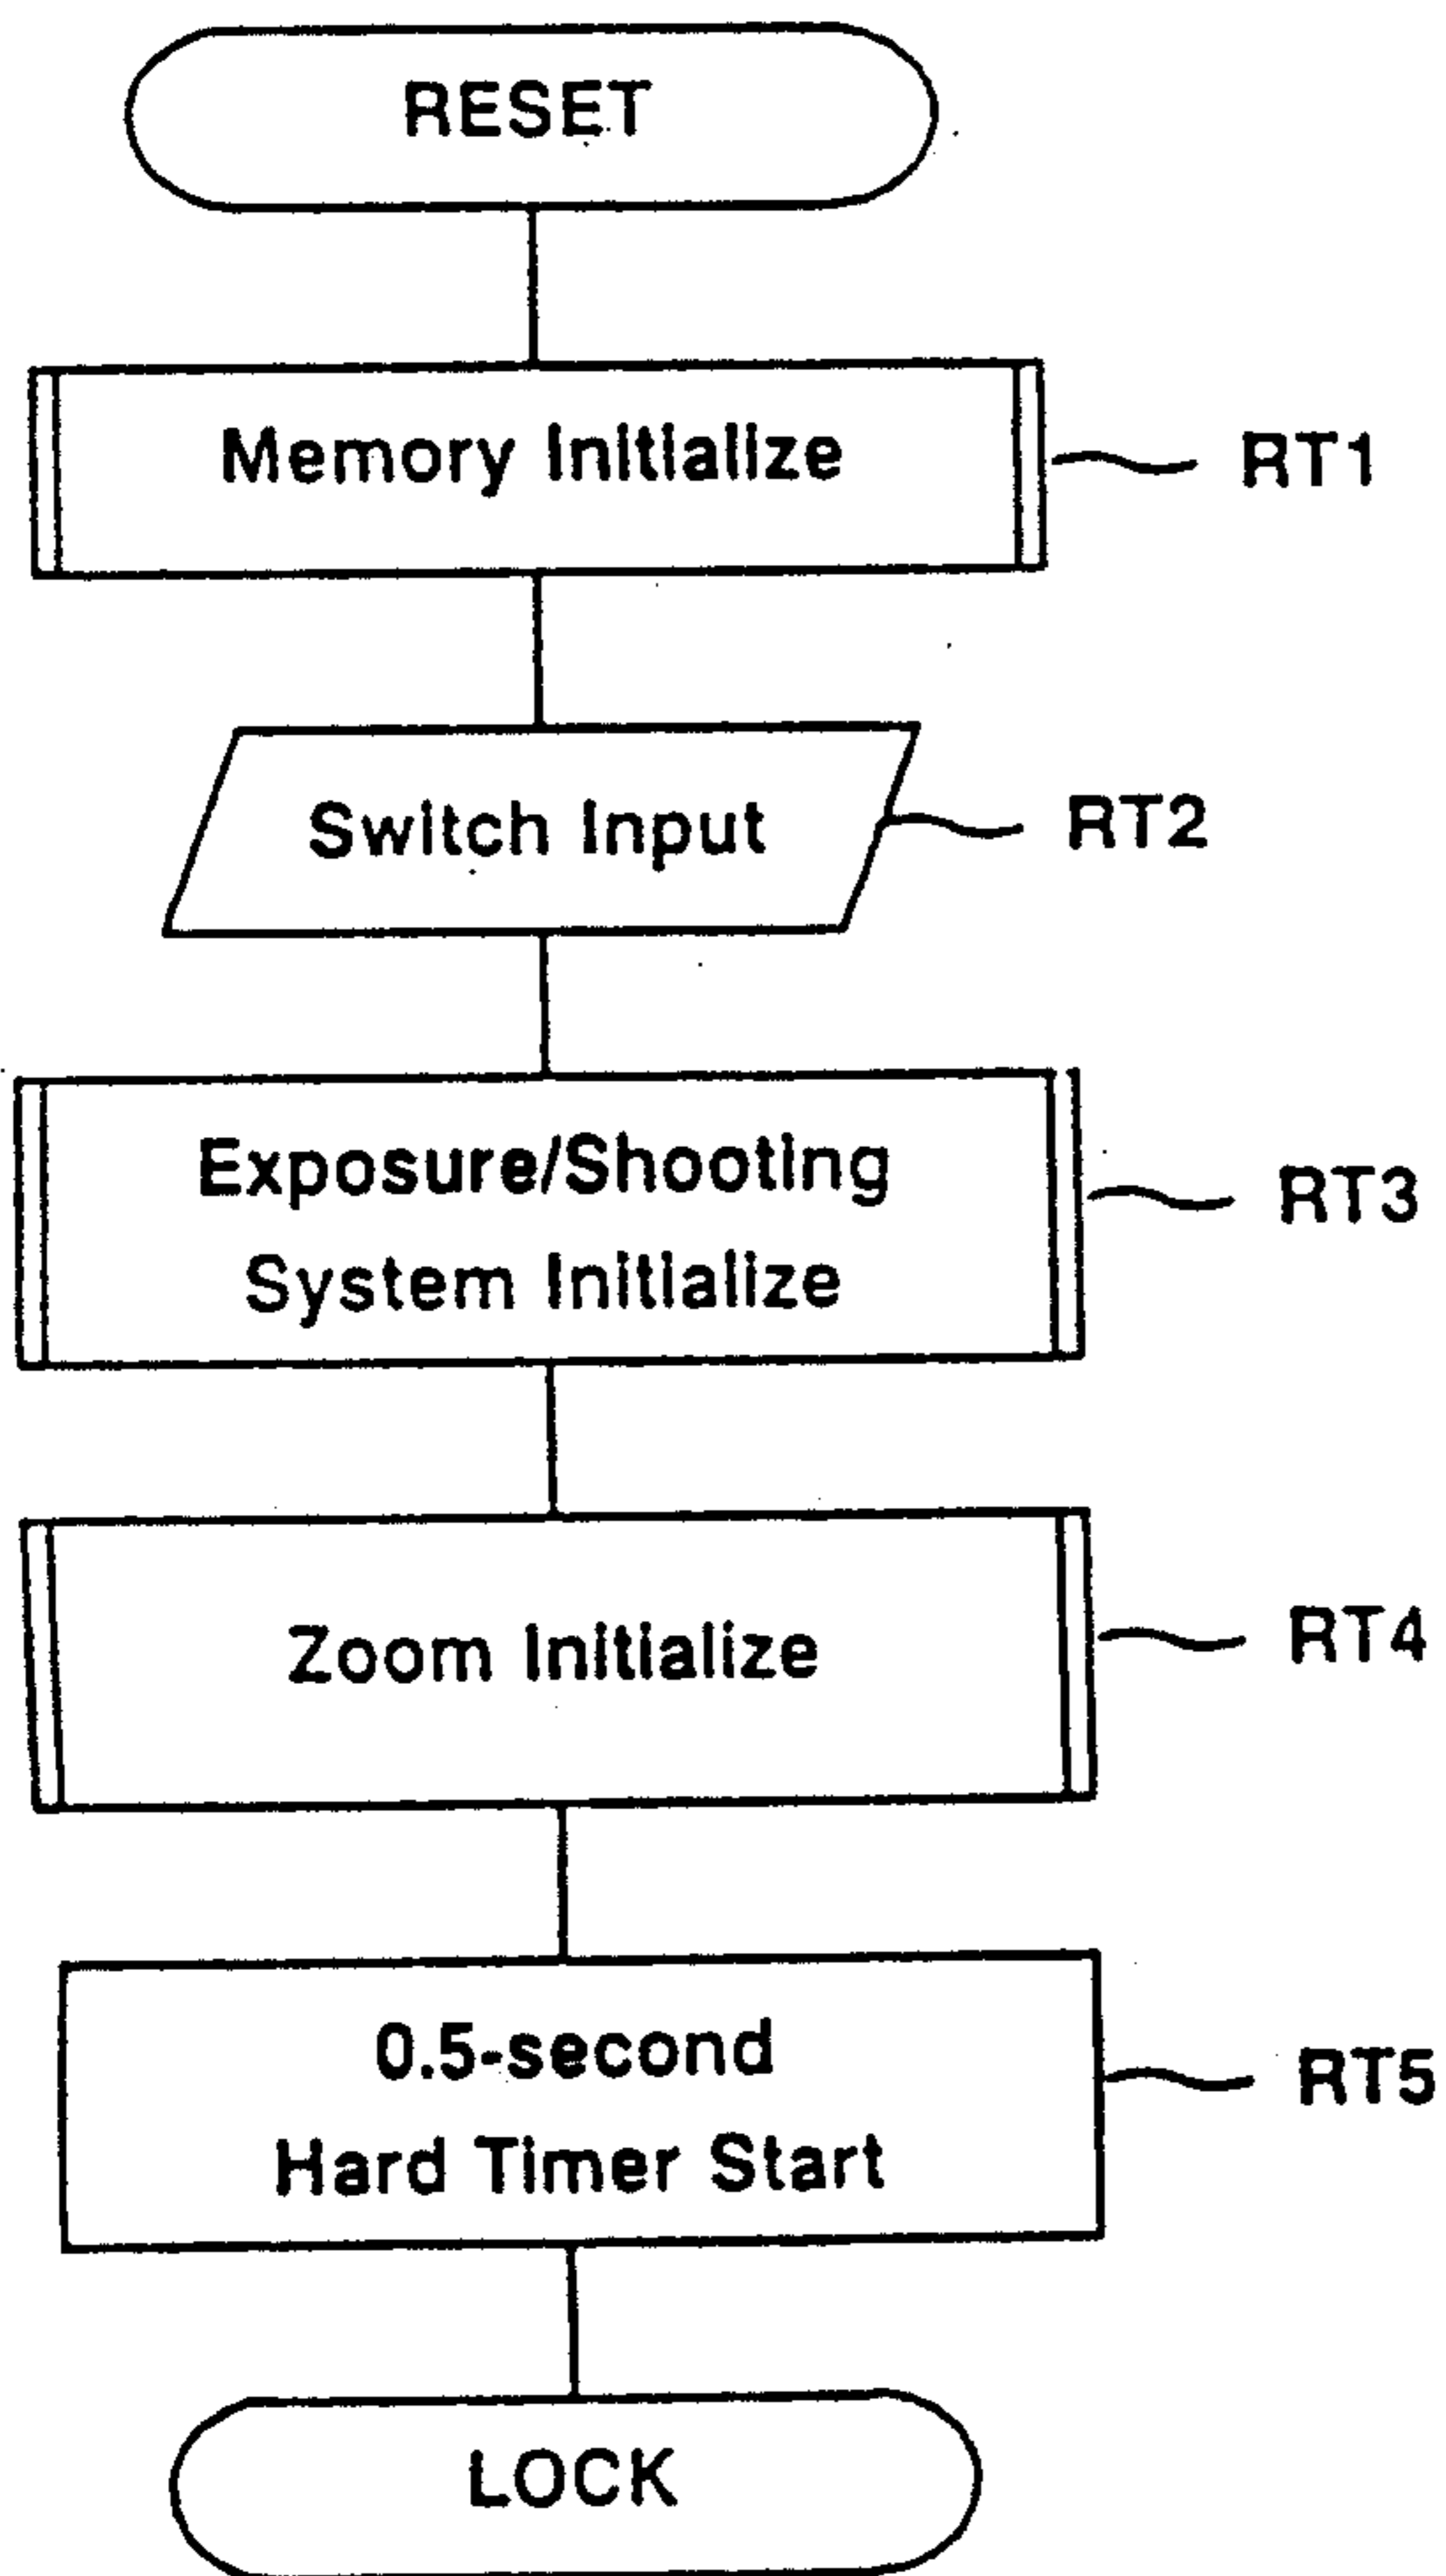 RESET
Memory Initialize
RT1
Switch Input
RT2
Exposure/Shooting
System Initialize
RT3
Zoom Initialize
RT4
0.5-second
Hard Timer Start
RT5
LOCK